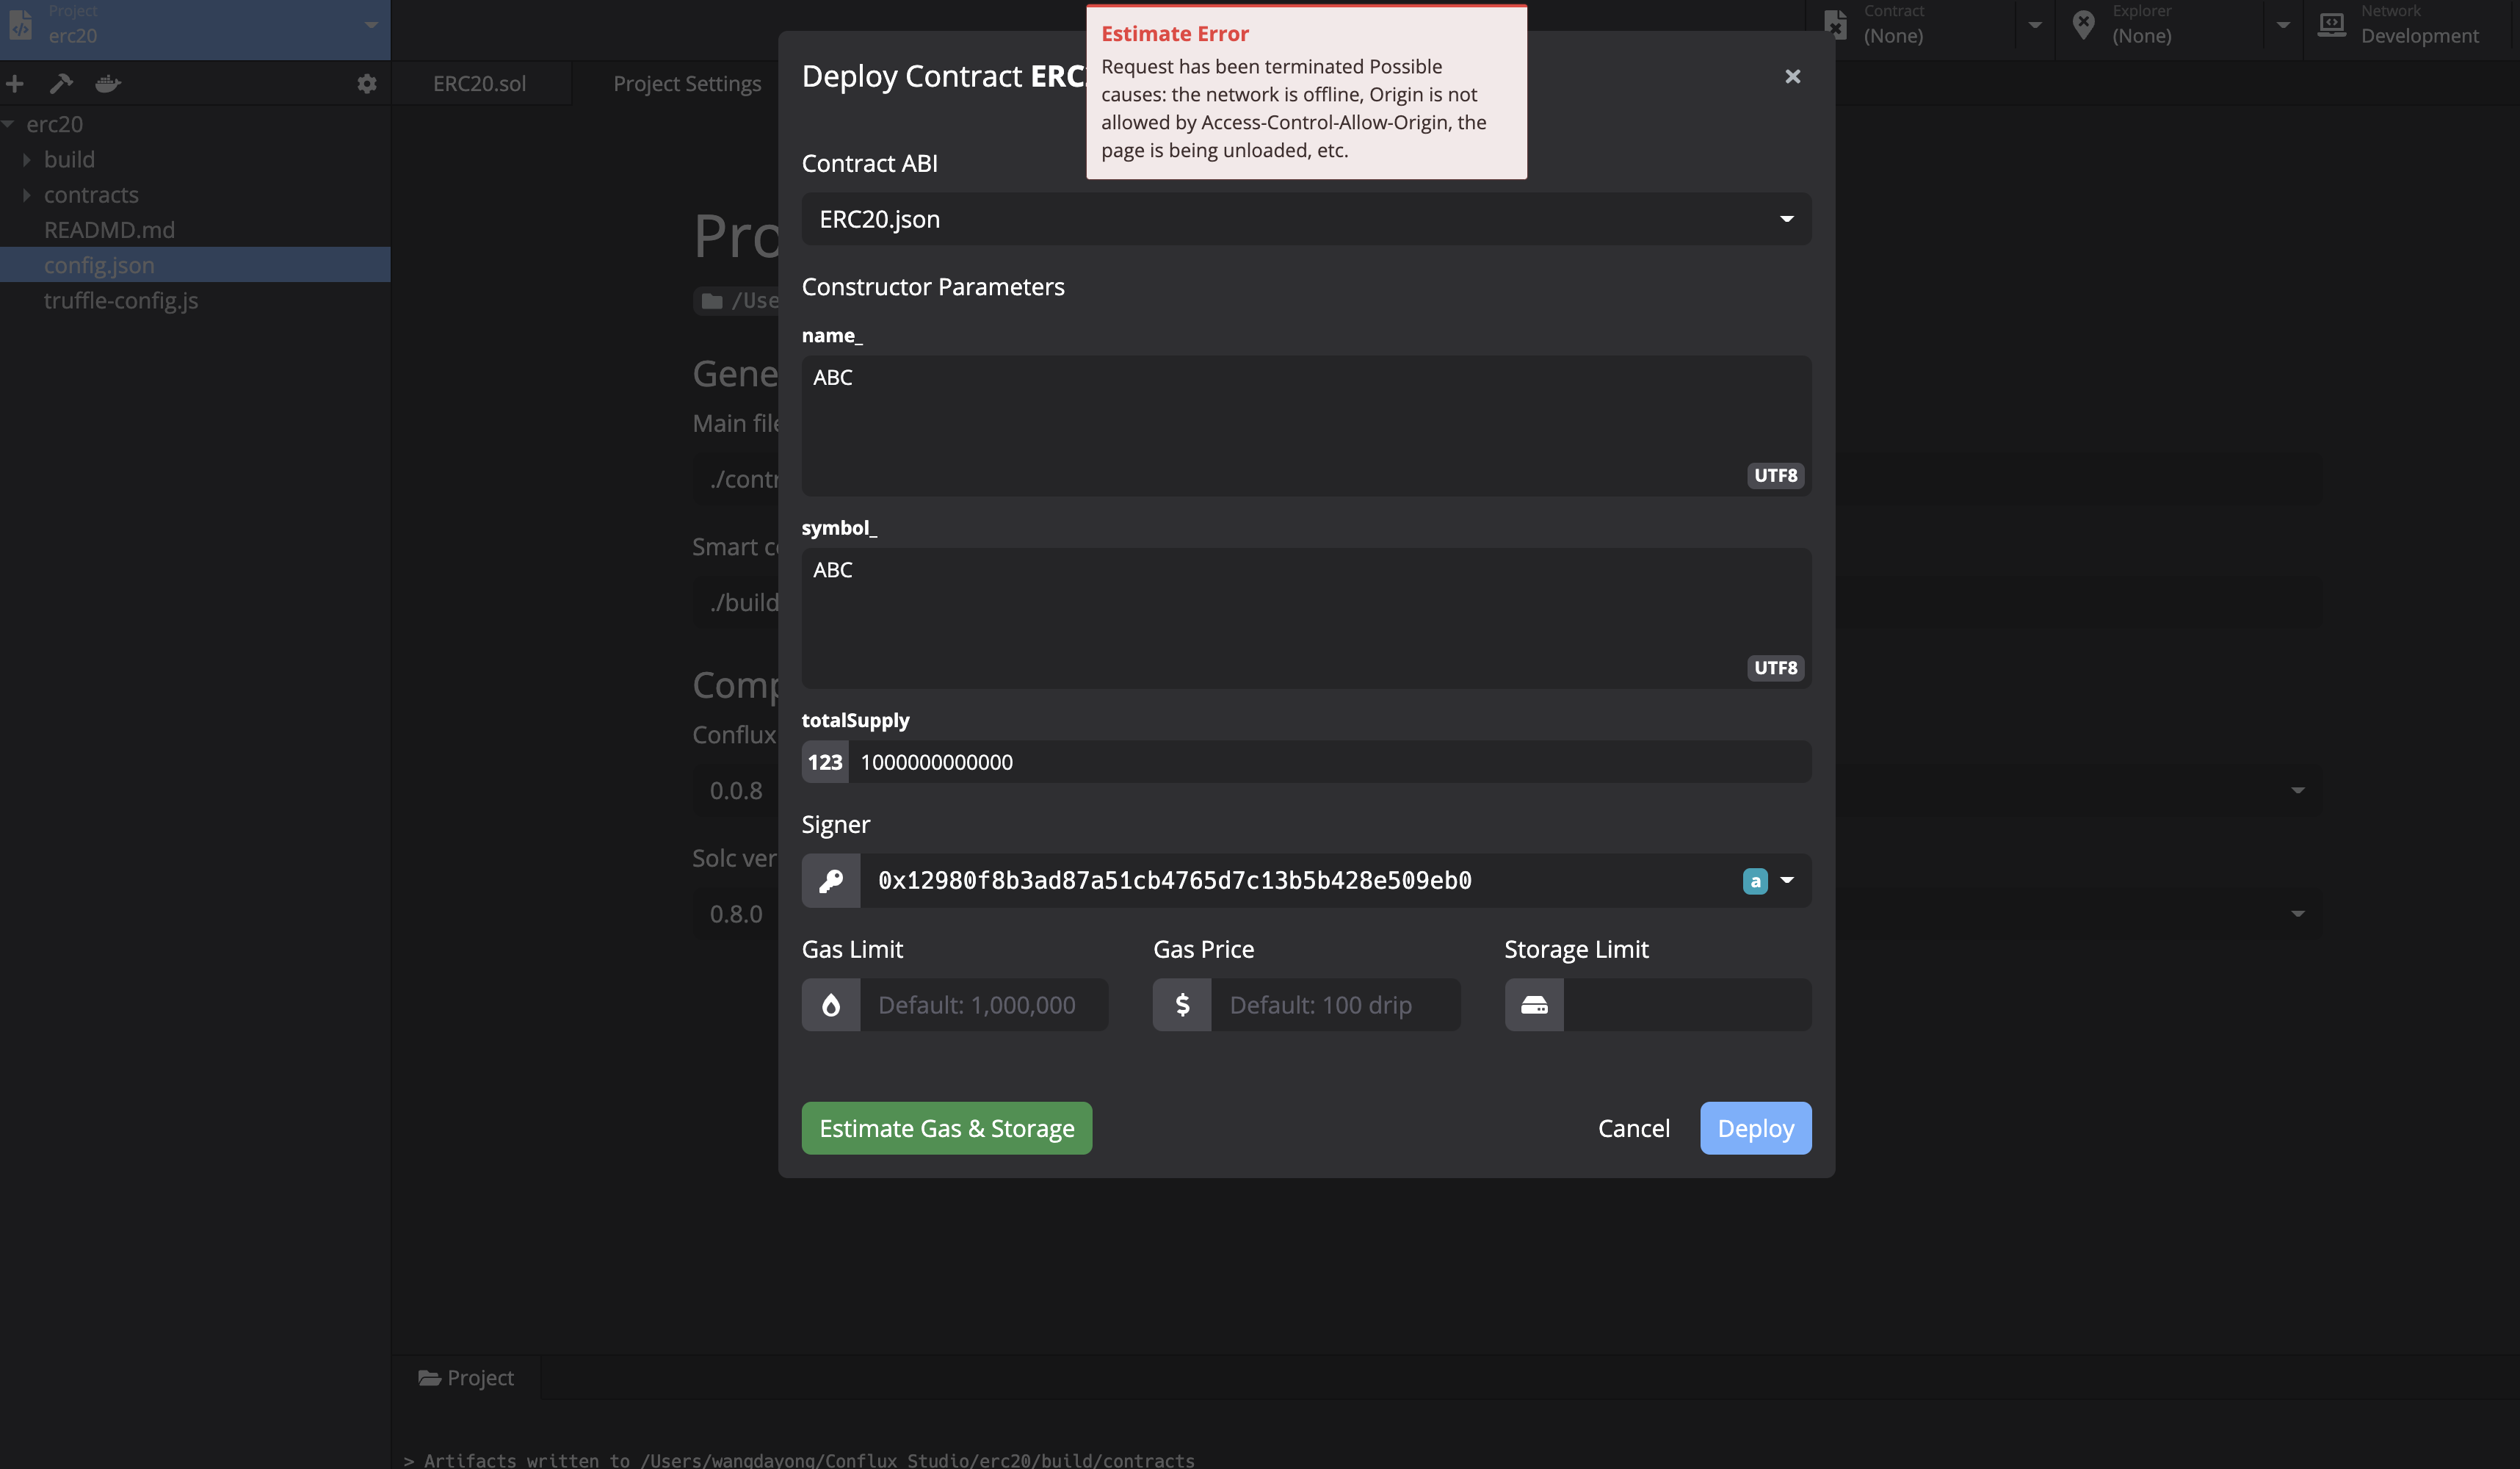 Project
erc20
Contract
(None)
Explorer
(None)
Network
Development
Estimate Error
Request has been terminated Possible
causes: the network is offline, Origin is not
allowed by Access-Control-Allow-Origin, the
page is being unloaded, etc.
ERC20.sol
Project Settings
erc20
build
contracts
READMD.md
config.json
truffle-config.js
Gene
Main file
./contr
./build
Comp
Conflux
0.0.8
Solc ver
0.8.0
Deploy Contract ERC
Contract ABI
ERC20.json
Constructor Parameters
name_
ABC
UTF8
symbol_
ABC
UTF8
totalSupply
123 1000000000000
Signer
0x12980f8b3ad87a51cb4765d7c13b5b428e509eb0
a
Gas Limit
Gas Price
Storage Limit
Default: 1,000,000
$ Default: 100 drip
Estimate Gas & Storage
Cancel
Deploy
Project
> Artifacts written to /Users/wangdayong/Conflux Studio/erc20/build/contracts